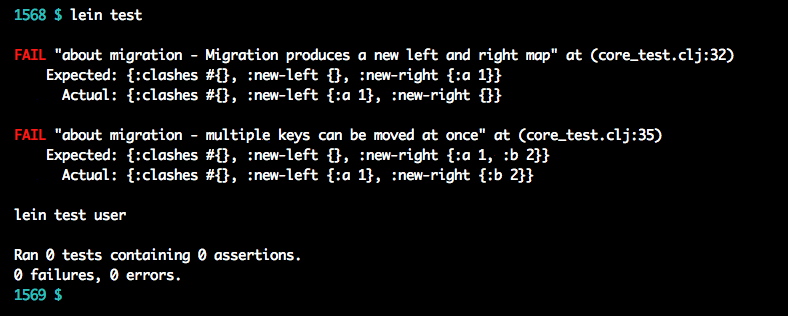 1568 $ lein test
FAIL "about migration - Migration produces a new left and right map" at (core_test.clj:32)
Expected: {:clashes #{}, :new-left {}, :new-right {:a 1}}
Actual: {:clashes #{}, :new-left {:a 1}, :new-right {}}
FAIL "about migration - multiple keys can be moved at once" at (core_test.clj:35)
Expected: {:clashes #{}, :new-left {}, :new-right {:a 1, :b 2}}
Actual: {:clashes #{}, :new-left {:a 1}, :new-right {:b 2}}
lein test user
Ran 0 tests containing 0 assertions.
0 failures, 0 errors.
1569 $